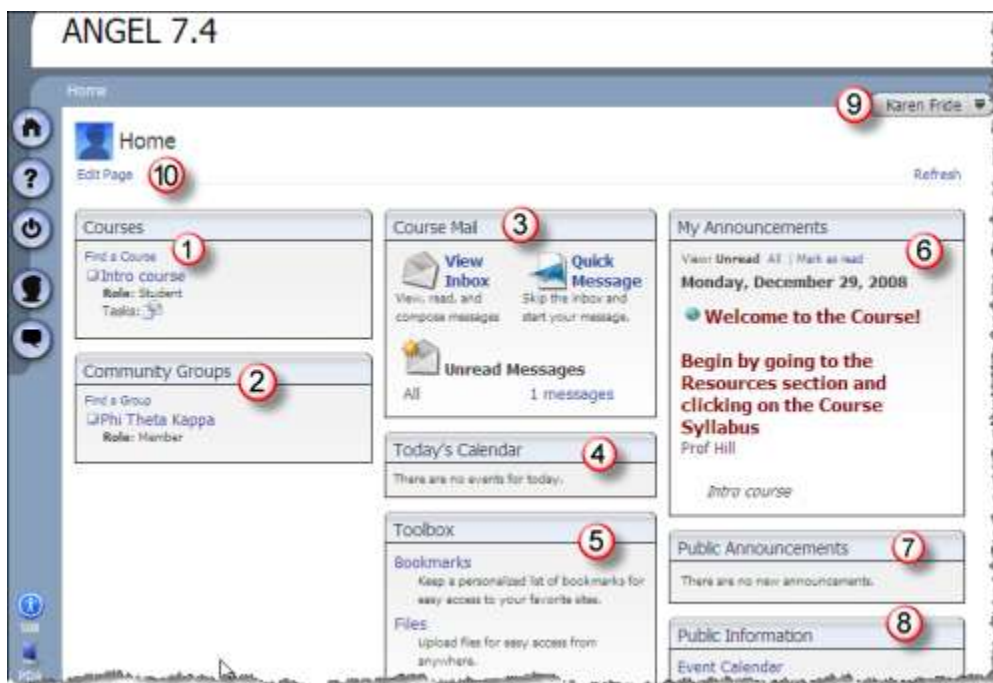 ANGEL 7.4
Home
9
Karen Fride
Home
Edit Page
10
Refresh
Courses
1
Find a Course
Intro course
Role: Student
Tasks:
Community Groups
2
Find a Group
Phi Theta Kappa
Role: Member
Course Mail
3
View Inbox
View, read, and
compose messages
Quick
Message
Skip the inbox and
start your message.
Unread Messages
All
1 messages
Today's Calendar
4
There are no events for today.
Toolbox
5
Bookmarks
Keep a personalized list of bookmarks for
easy access to your favorite sites.
Files
Upload files for easy access from
anywhere.
My Announcements
6
View: Unread All | Mark as read
Monday, December 29, 2008
Welcome to the Course!
Begin by going to the
Resources section and
clicking on the Course
Syllabus
Prof Hill
Intro course
Public Announcements
7
There are no new announcements.
Public Information
8
Event Calendar